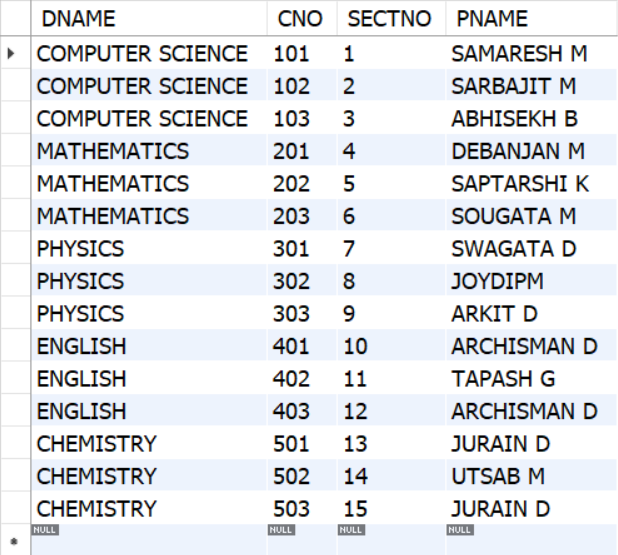 DNAME CNO SECTNO PNAME
COMPUTER SCIENCE 101 1 SAMARESH M
COMPUTER SCIENCE 102 2 SARBAJIT M
COMPUTER SCIENCE 103 3 ABHISEKH B
MATHEMATICS 201 4 DEBANJAN M
MATHEMATICS 202 5 SAPTARSHI K
MATHEMATICS 203 6 SOUGATA M
PHYSICS 301 7 SWAGATA D
PHYSICS 302 8 JOYDIPM
PHYSICS 303 9 ARKIT D
ENGLISH 401 10 ARCHISMAN D
ENGLISH 402 11 TAPASH G
ENGLISH 403 12 ARCHISMAN D
CHEMISTRY 501 13 JURAIN D
CHEMISTRY 502 14 UTSAB M
CHEMISTRY 503 15 JURAIN D
NULL NULL NULL NULL